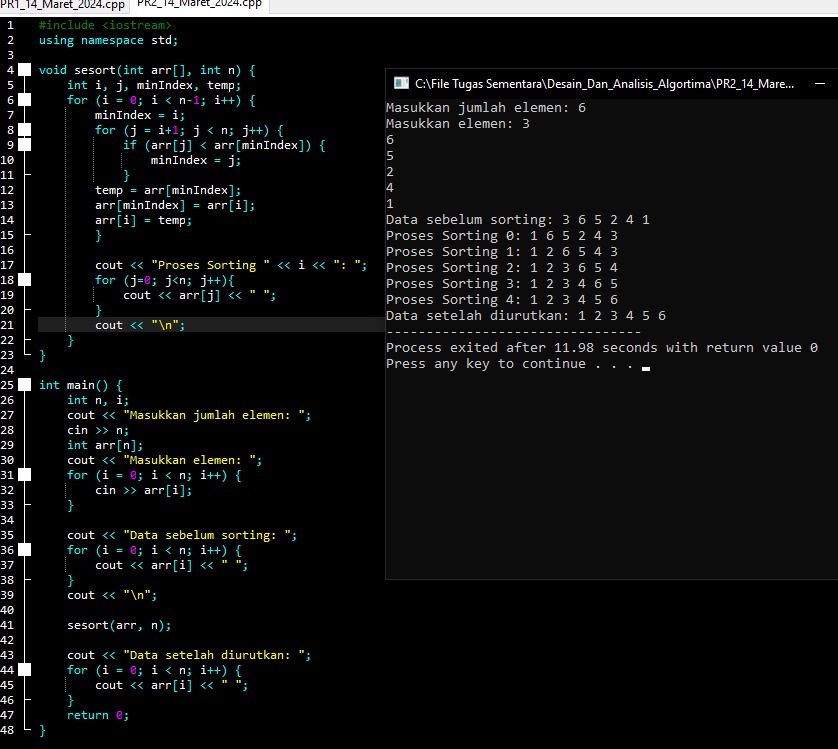 PR1_14_Maret_2024.cpp PR2_14_Maret_2024.cpp
1 #include <iostream>
2 using namespace std;
3
4 void sesort(int arr[], int n) {
5 int i, j, minIndex, temp;
6 for (i = 0; i < n-1; i++) {
7 minIndex = i;
8 for (j = i+1; j < n; j++) {
9 if (arr[j] < arr[minIndex]) {
10 minIndex = j;
11 }
12 temp = arr[minIndex];
13 arr[minIndex] = arr[i];
14 arr[i] = temp;
15 }
16
17 cout << "Proses Sorting " << i << ": ";
18 for (j=0; j<n; j++){
19 cout << arr[j] << " ";
20 }
21 cout << "\n";
22 }
23 }
24
25 int main() {
26 int n, i;
27 cout << "Masukkan jumlah elemen: ";
28 cin >> n;
29 int arr[n];
30 cout << "Masukkan elemen: ";
31 for (i = 0; i < n; i++) {
32 cin >> arr[i];
33 }
34
35 cout << "Data sebelum sorting: ";
36 for (i = 0; i < n; i++) {
37 cout << arr[i] << " ";
38 }
39 cout << "\n";
40
41 sesort(arr, n);
42
43 cout << "Data setelah diurutkan: ";
44 for (i = 0; i < n; i++) {
45 cout << arr[i] << " ";
46 }
47 return 0;
48 }
C:\File Tugas Sementara\Desain_Dan_Analisis_Algortima\PR2_14_Mare...
Masukkan jumlah elemen: 6
Masukkan elemen: 3
6
5
2
4
1
Data sebelum sorting: 3 6 5 2 4 1
Proses Sorting 0: 1 6 5 2 4 3
Proses Sorting 1: 1 2 6 5 4 3
Proses Sorting 2: 1 2 3 6 5 4
Proses Sorting 3: 1 2 3 4 6 5
Proses Sorting 4: 1 2 3 4 5 6
Data setelah diurutkan: 1 2 3 4 5 6
--------------------------------
Process exited after 11.98 seconds with return value 0
Press any key to continue . . .